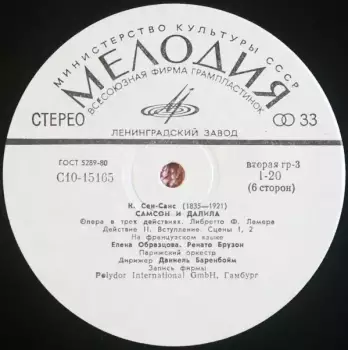 МИНИСТЕРСТВО КУЛЬТУРЫ СССР
МЕЛОДИЯ
ВСЕСОЮЗНАЯ ФИРМА ГРАМПЛАСТИНОК
СТЕРЕО
33
ЛЕНИНГРАДСКИЙ ЗАВОД
ГОСТ 5289-80
С10-15165
вторая гр-3
1-20
(6 сторон)
К. Сен-Санс (1835—1921)
САМСОН И ДАЛИЛА
Опера в трех действиях. Либретто Ф. Лемера
Действие II. Вступление. Сцены 1, 2
На французском языке
Елена Образцова, Ренато Брузон
Парижский оркестр
Дирижер Даниель Баренбойм
Запись фирмы
Polydor International GmbH, Гамбург